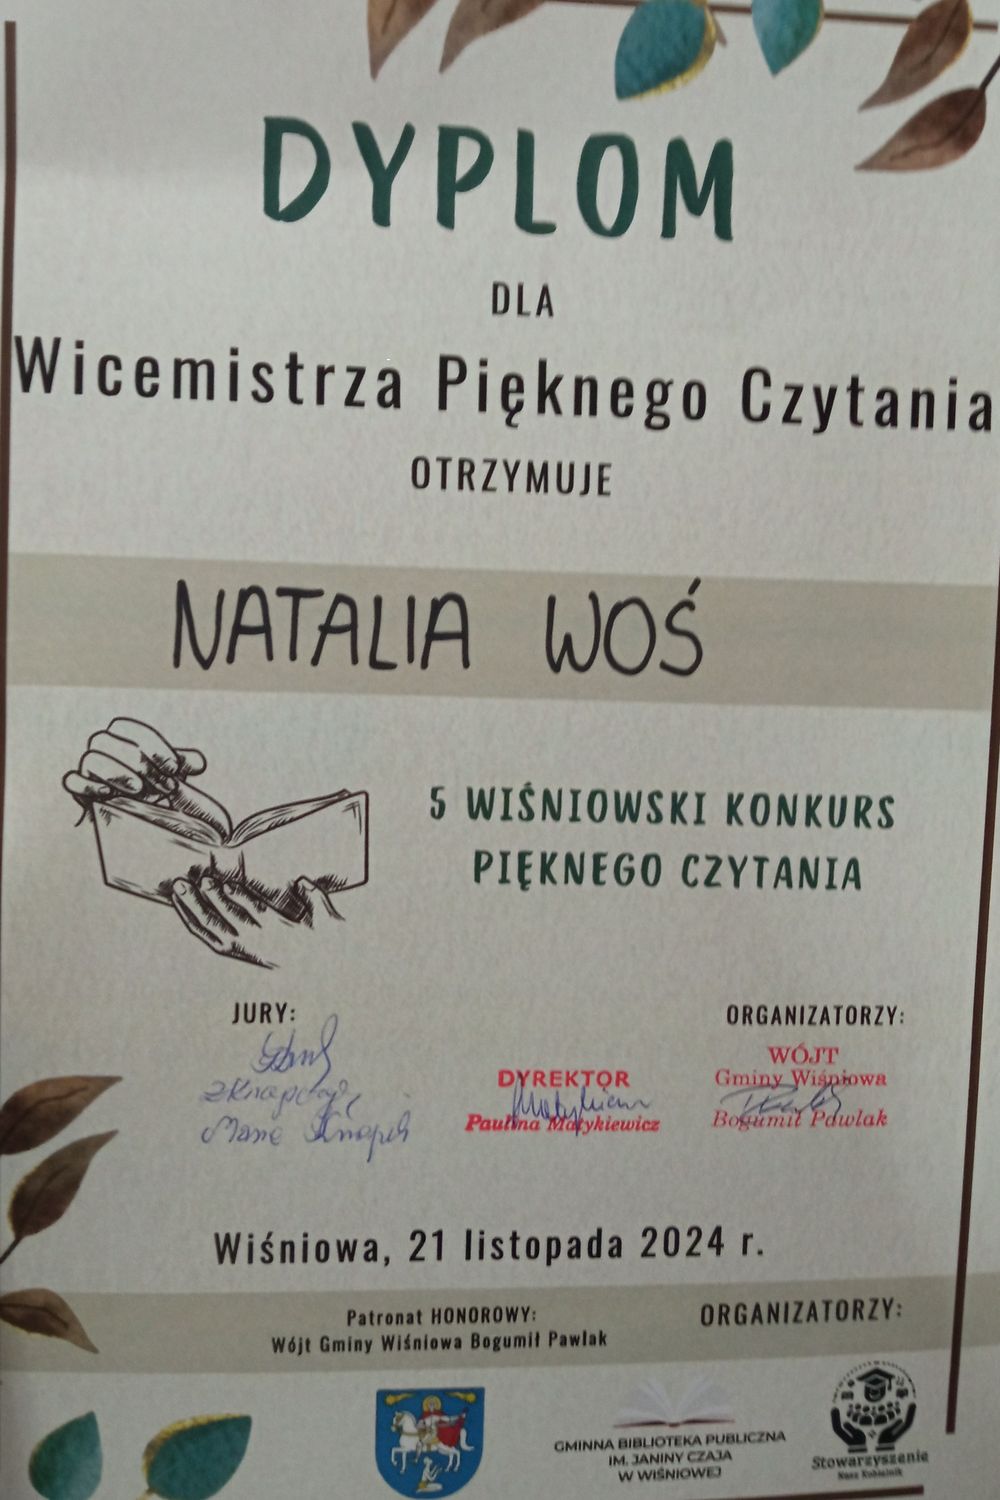 DYPLOM
DLA
Wicemistrza Pięknego Czytania
OTRZYMUJE
NATALIA WOŚ
5 WIŚNIOWSKI KONKURS
PIĘKNEGO CZYTANIA
JURY:
ORGANIZATORZY:
DYREKTOR
Paulina Matykiewicz
WÓJT
Gminy Wiśniowa
Bogumił Pawlak
Wiśniowa, 21 listopada 2024 r.
Patronat HONOROWY:
Wójt Gminy Wiśniowa Bogumił Pawlak
ORGANIZATORZY:
GMINNA BIBLIOTEKA PUBLICZNA
IM. JANINY CZAJA
W WIŚNIOWEJ
Stowarzyszenie
Nasz Kobielnik